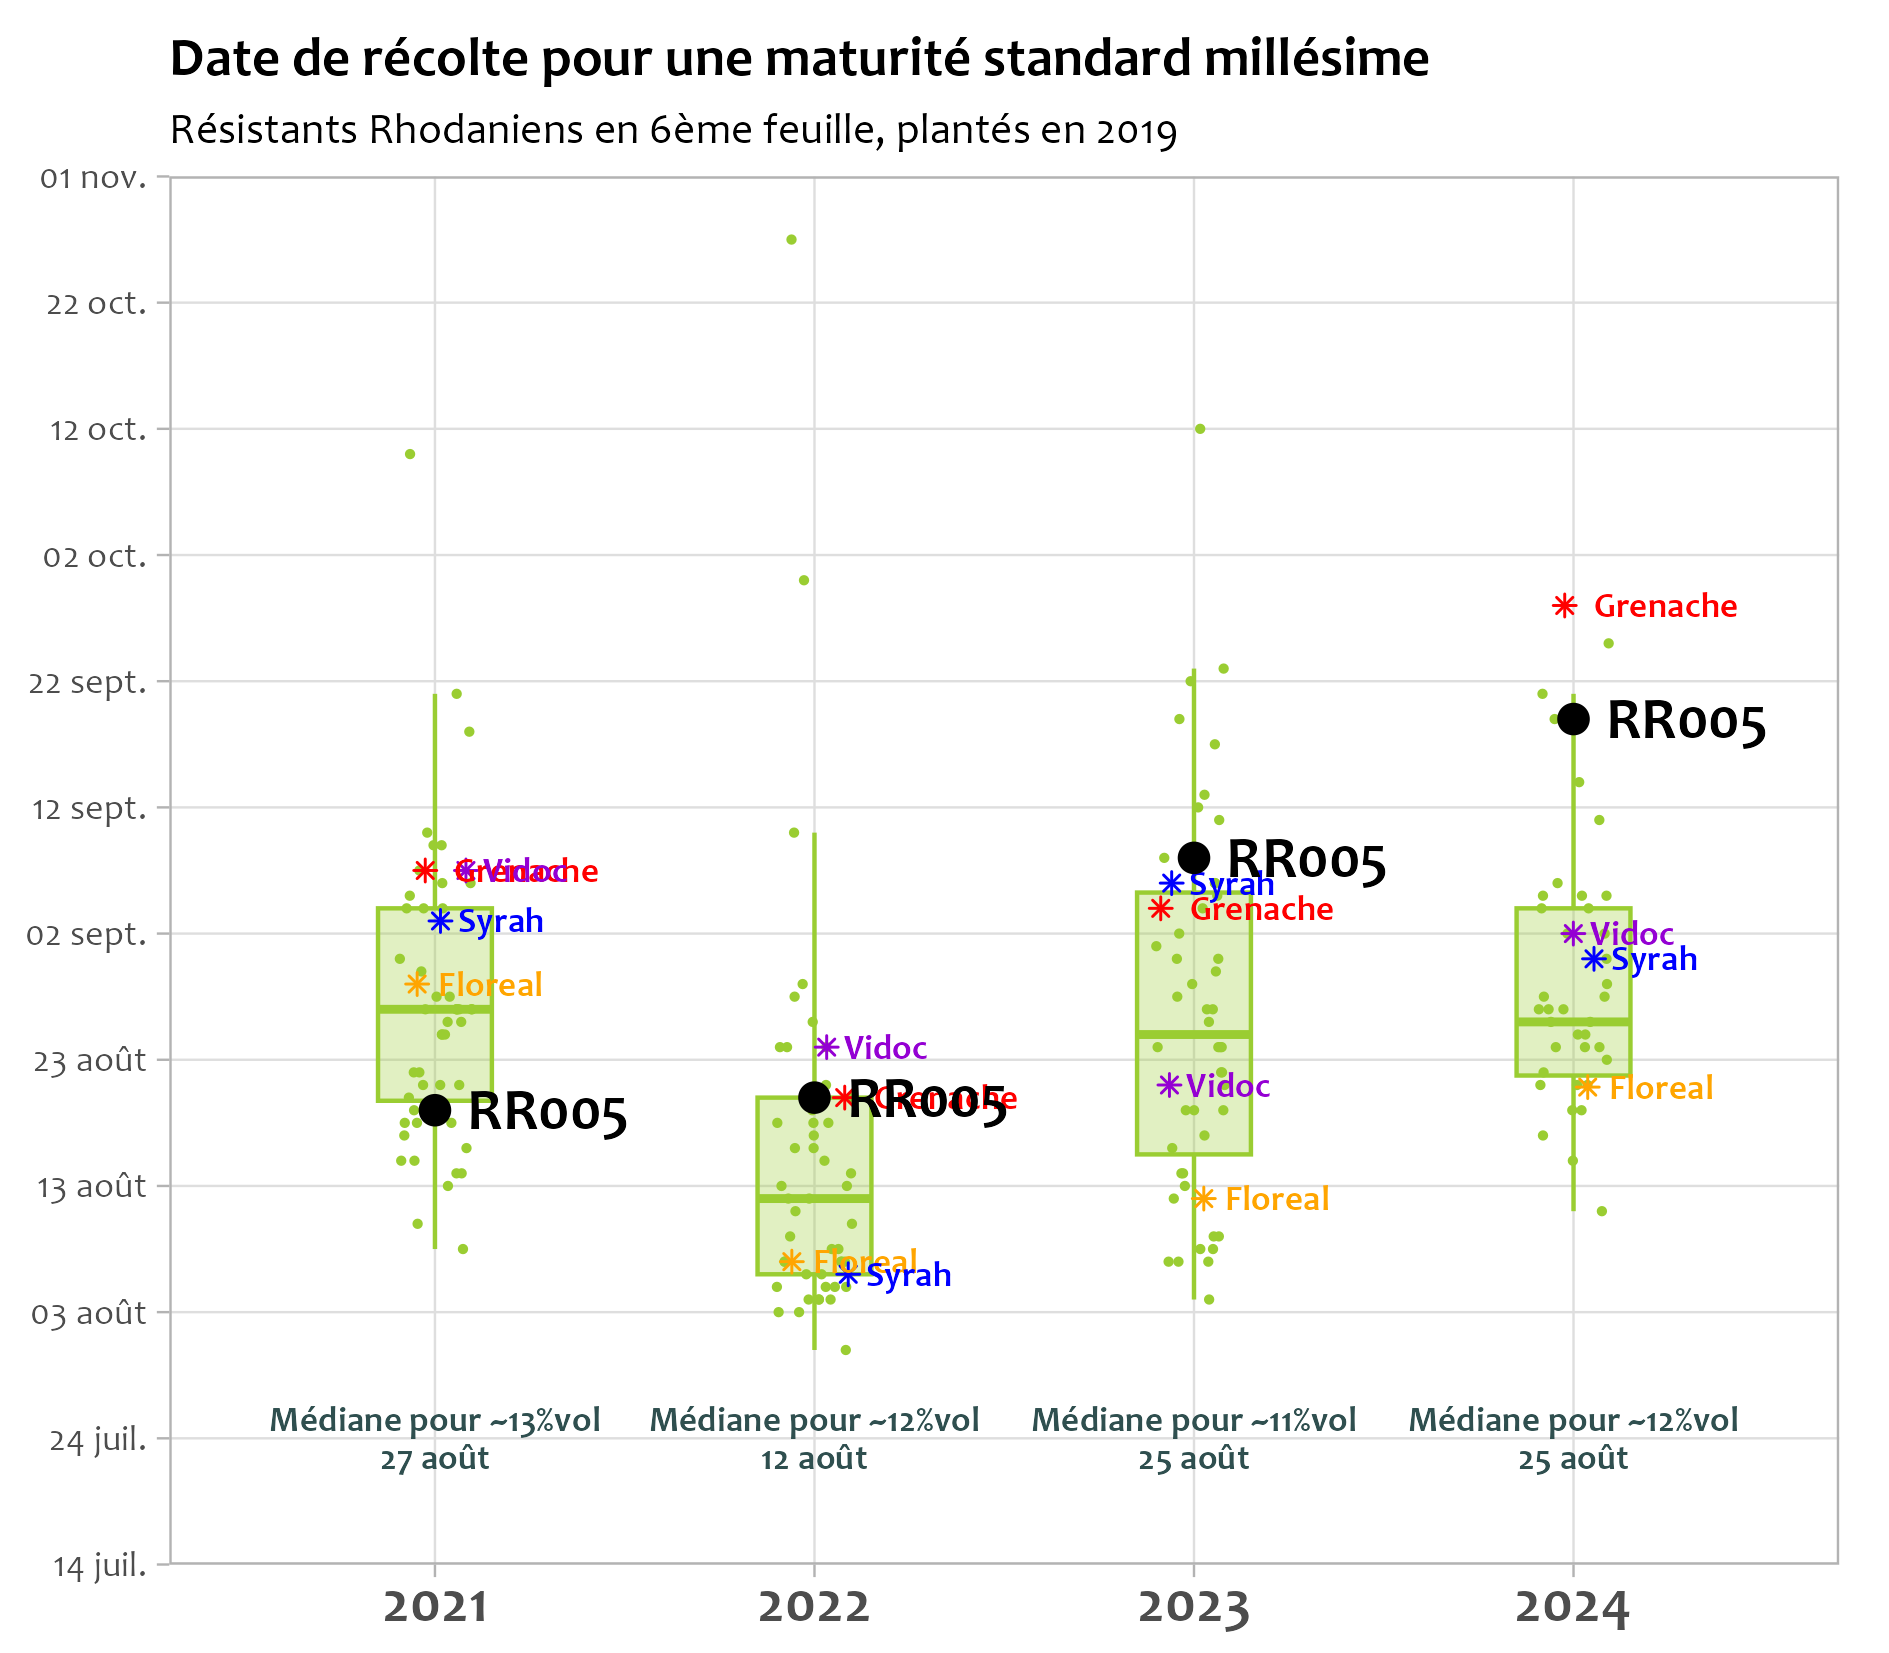 Date de récolte pour une maturité standard millésime
Résistants Rhodaniens en 6ème feuille, plantés en 2019
01 nov.
22 oct.
12 oct.
02 oct.
22 sept.
12 sept.
02 sept.
23 août
13 août
03 août
24 juil.
14 juil.
Grenache
Vidoc
Syrah
Floreal
RR005
Vidoc
RR005
Grenache
Floreal
Syrah
RR005
Syrah
Grenache
Vidoc
Floreal
Grenache
RR005
Vidoc
Syrah
Floreal
Médiane pour ~13%vol
27 août
Médiane pour ~12%vol
12 août
Médiane pour ~11%vol
25 août
Médiane pour ~12%vol
25 août
2021
2022
2023
2024